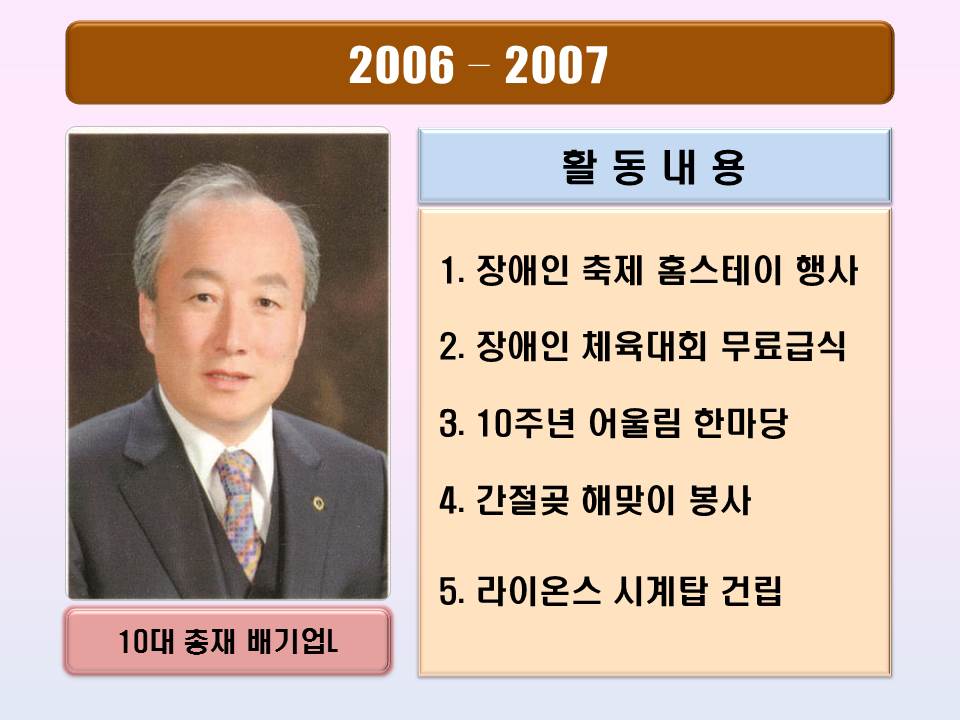 2006 – 2007
활 동 내 용
1. 장애인 축제 홈스테이 행사
2. 장애인 체육대회 무료급식
3. 10주년 어울림 한마당
4. 간절곶 해맞이 봉사
5. 라이온스 시계탑 건립
10대 총재 배기업L